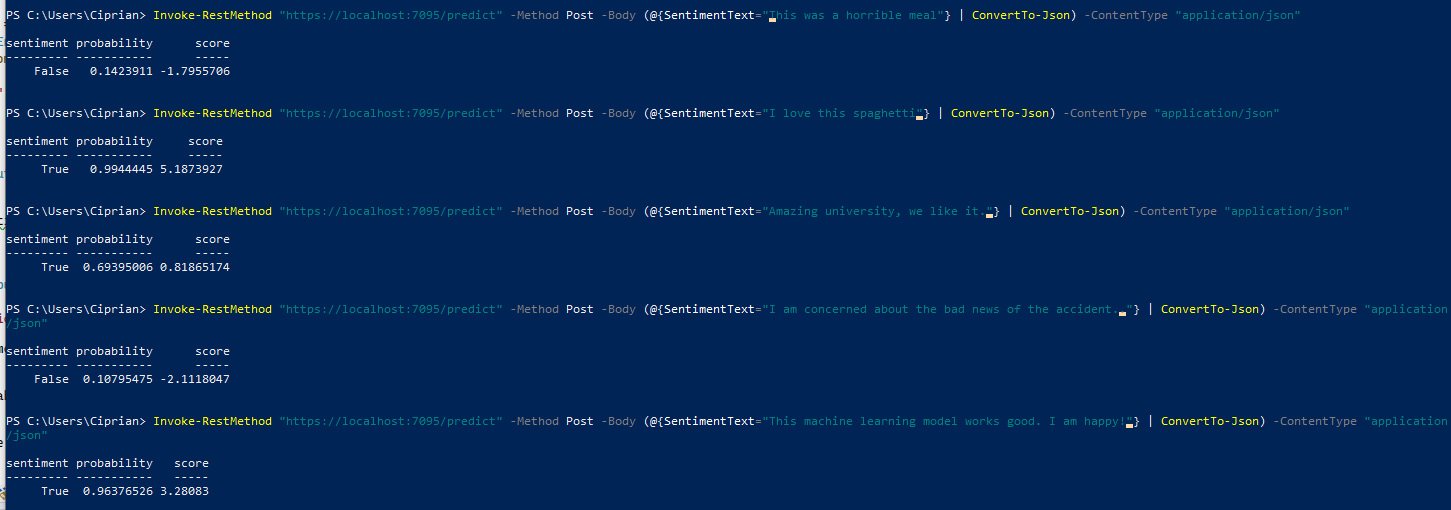 PS C:\Users\Ciprian> Invoke-RestMethod "https://localhost:7095/predict" -Method Post -Body (@{SentimentText="This was a horrible meal"} | ConvertTo-Json) -ContentType "application/json"
sentiment probability score
--------- ----------- -----
False 0.1423911 -1.7955706
PS C:\Users\Ciprian> Invoke-RestMethod "https://localhost:7095/predict" -Method Post -Body (@{SentimentText="I love this spaghetti"} | ConvertTo-Json) -ContentType "application/json"
sentiment probability score
--------- ----------- -----
True 0.9944445 5.1873927
PS C:\Users\Ciprian> Invoke-RestMethod "https://localhost:7095/predict" -Method Post -Body (@{SentimentText="Amazing university, we like it."} | ConvertTo-Json) -ContentType "application/json"
sentiment probability score
--------- ----------- -----
True 0.69395006 0.81865174
PS C:\Users\Ciprian> Invoke-RestMethod "https://localhost:7095/predict" -Method Post -Body (@{SentimentText="I am concerned about the bad news of the accident. "} | ConvertTo-Json) -ContentType "application
/json"
sentiment probability score
--------- ----------- -----
False 0.10795475 -2.1118047
PS C:\Users\Ciprian> Invoke-RestMethod "https://localhost:7095/predict" -Method Post -Body (@{SentimentText="This machine learning model works good. I am happy!"} | ConvertTo-Json) -ContentType "application
/json"
sentiment probability score
--------- ----------- -----
True 0.96376526 3.28083